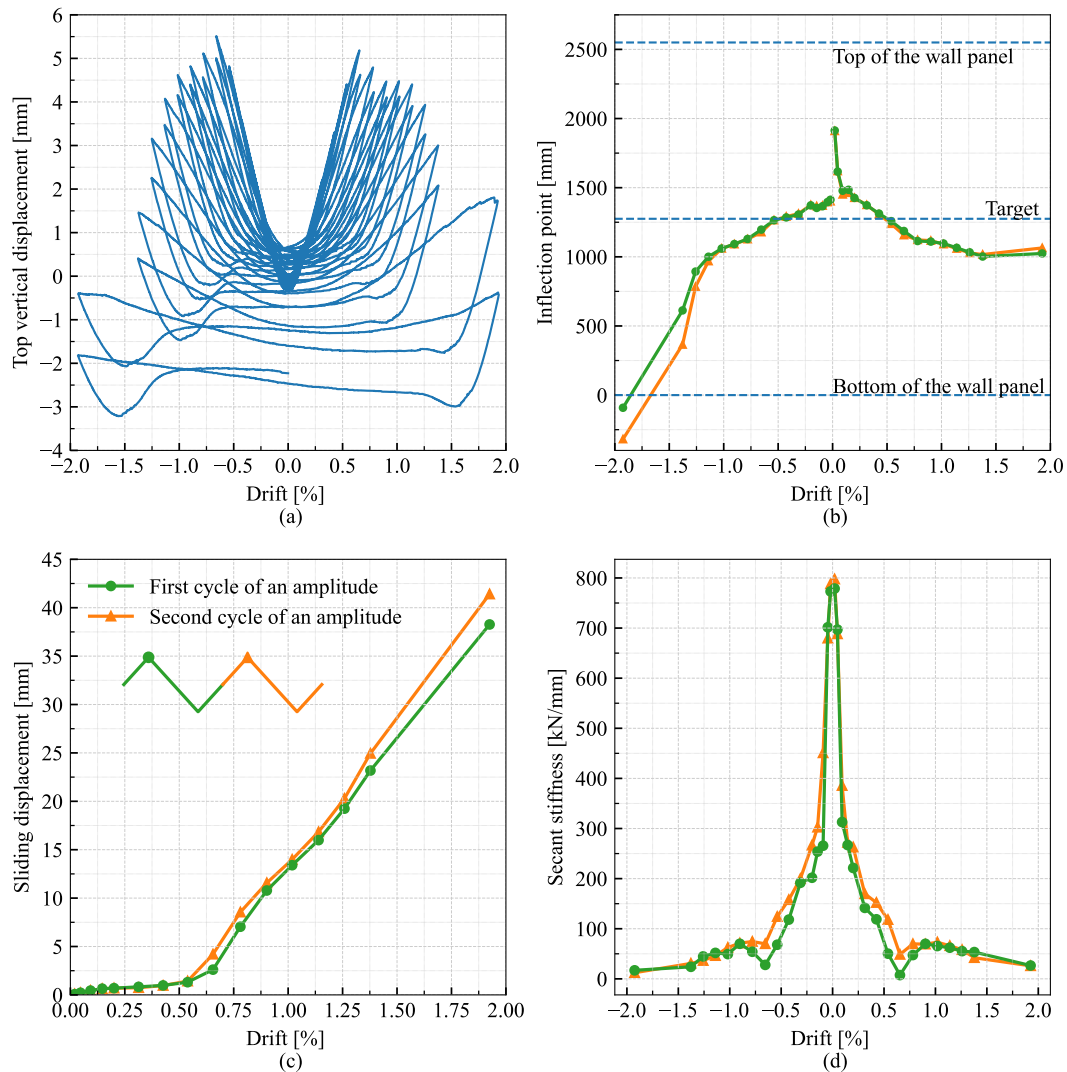 6
5
4
3
2
1
0
−1
−2
−3
−4
Top vertical displacement [mm]
−2.0 −1.5 −1.0 −0.5 0.0 0.5 1.0 1.5 2.0
Drift [%]
(a)
2500
2000
1500
1000
500
0
Inflection point [mm]
Top of the wall panel
Target
Bottom of the wall panel
−2.0 −1.5 −1.0 −0.5 0.0 0.5 1.0 1.5 2.0
Drift [%]
(b)
45
40
35
30
25
20
15
10
5
0
Sliding displacement [mm]
First cycle of an amplitude
Second cycle of an amplitude
0.00 0.25 0.50 0.75 1.00 1.25 1.50 1.75 2.00
Drift [%]
(c)
800
700
600
500
400
300
200
100
0
Secant stiffness [kN/mm]
−2.0 −1.5 −1.0 −0.5 0.0 0.5 1.0 1.5 2.0
Drift [%]
(d)